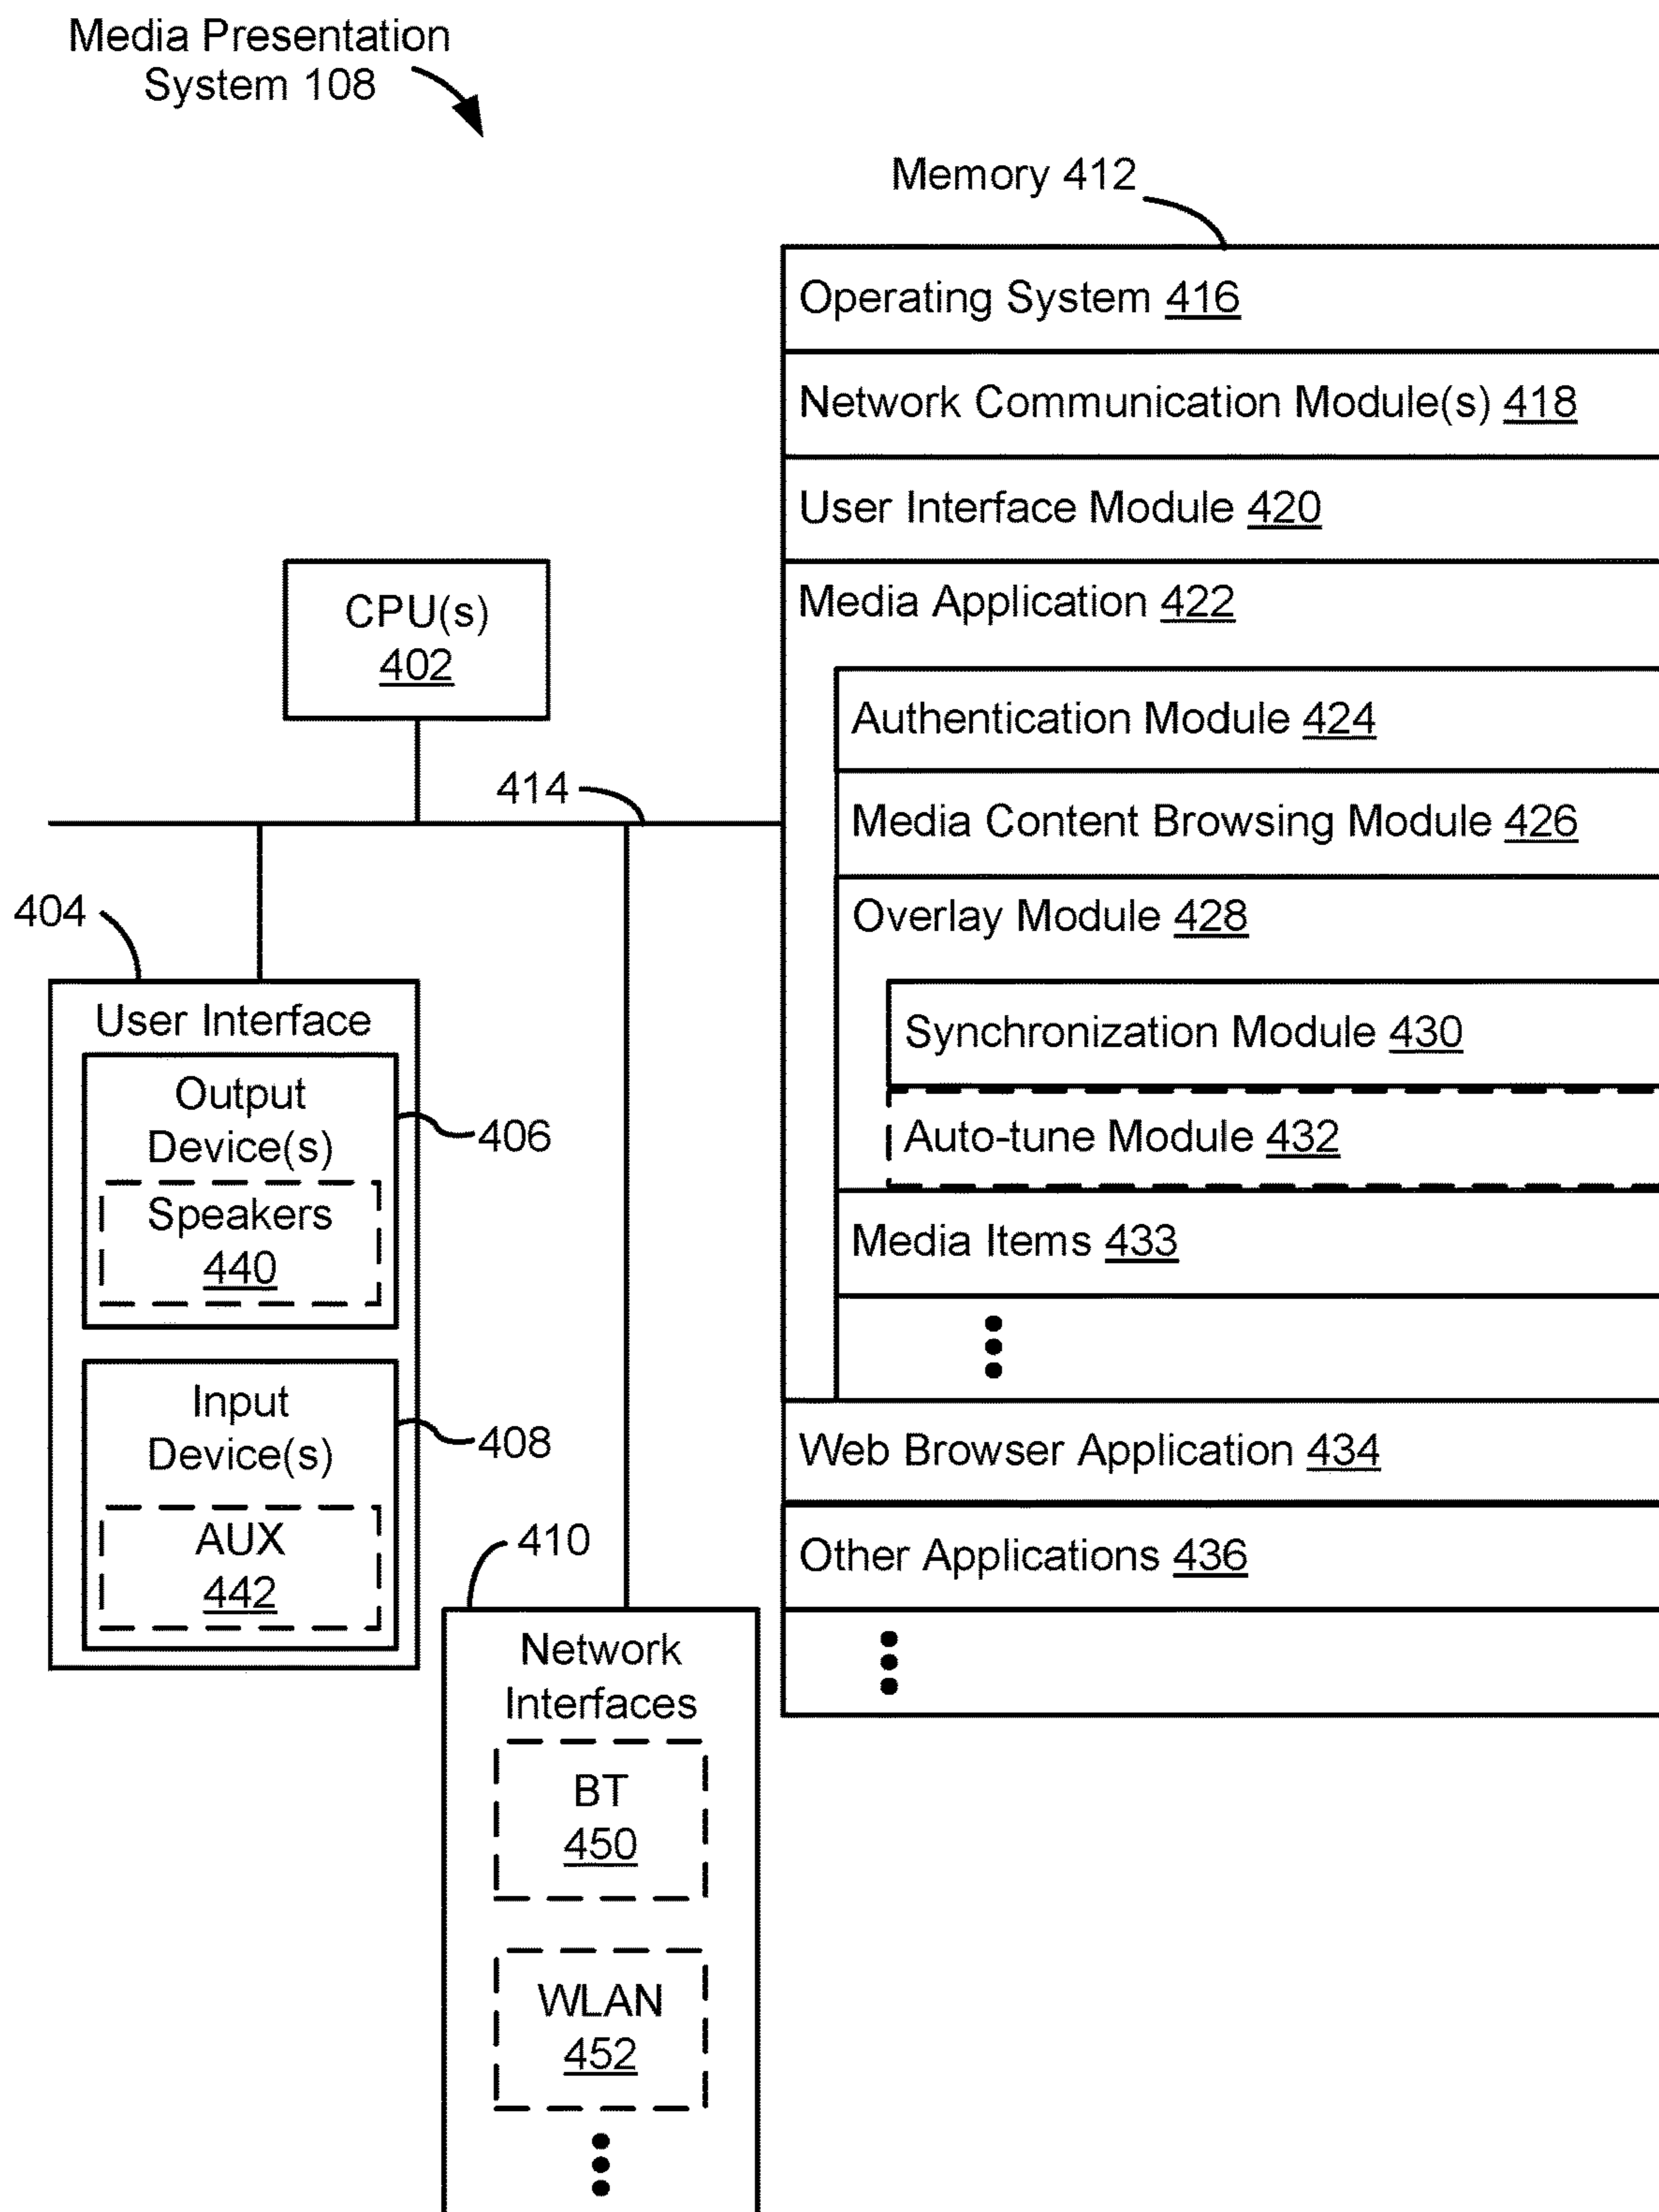 Media Presentation
System 108
Memory 412
Operating System 416
Network Communication Module(s) 418
User Interface Module 420
Media Application 422
Authentication Module 424
Media Content Browsing Module 426
Overlay Module 428
Synchronization Module 430
Auto-tune Module 432
Media Items 433
Web Browser Application 434
Other Applications 436
CPU(s)
402
414
404
User Interface
Output
Device(s)
406
Speakers
440
Input
Device(s)
408
AUX
442
410
Network
Interfaces
BT
450
WLAN
452